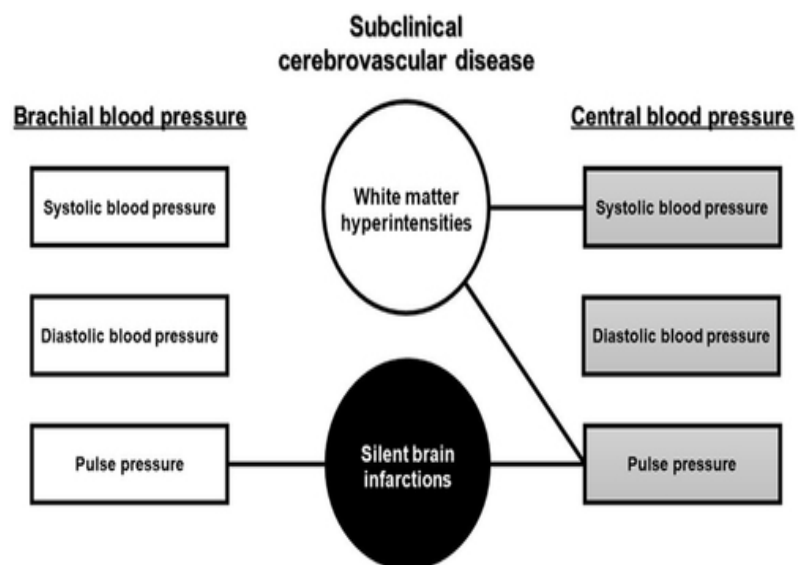 Subclinical
cerebrovascular disease
Brachial blood pressure
Central blood pressure
Systolic blood pressure
White matter
hyperintensities
Systolic blood pressure
Diastolic blood pressure
Diastolic blood pressure
Pulse pressure
Silent brain
infarctions
Pulse pressure